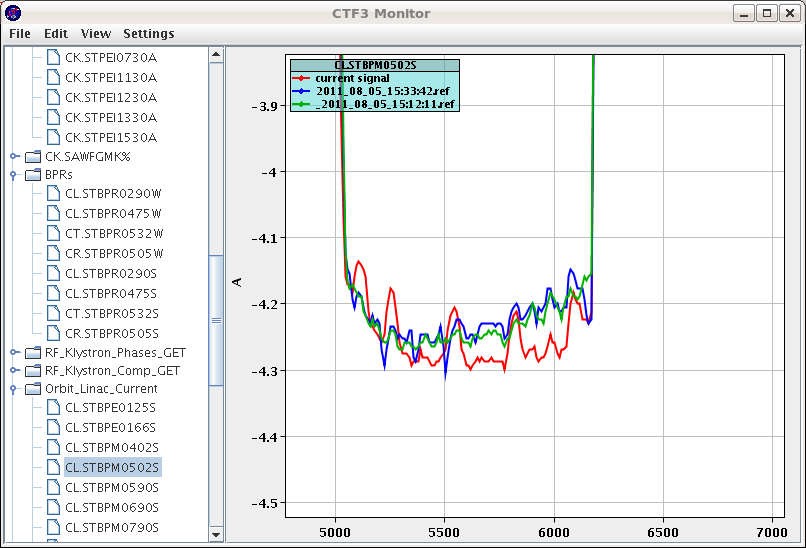 CTF3 Monitor
File Edit View Settings
CK.STPEI0730A
CK.STPEI1130A
CK.STPEI1230A
CK.STPEI1330A
CK.STPEI1530A
CK.SAWFGMK%
BPRs
CL.STBPR0290W
CL.STBPR0475W
CT.STBPR0532W
CR.STBPR0505W
CL.STBPR0290S
CL.STBPR0475S
CT.STBPR0532S
CR.STBPR0505S
RF_Klystron_Phases_GET
RF_Klystron_Comp_GET
Orbit_Linac_Current
CL.STBPE0125S
CL.STBPE0166S
CL.STBPM0402S
CL.STBPM0502S
CL.STBPM0590S
CL.STBPM0690S
CL.STBPM0790S
CL.STBPM0502S
current signal
2011_08_05_15:33:42.ref
_2011_08_05_15:12:11.ref
A
-3.9
-4
-4.1
-4.2
-4.3
-4.4
-4.5
5000 5500 6000 6500 7000